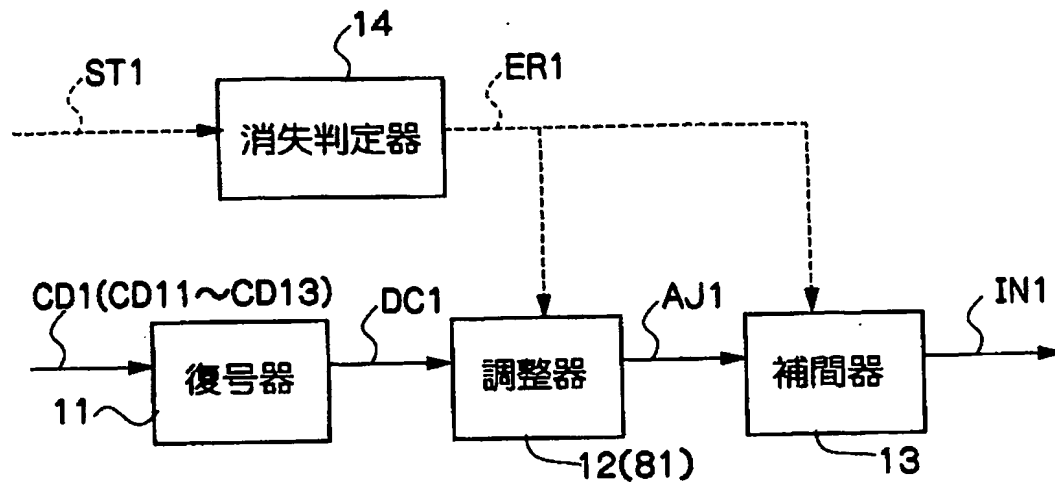 14
ST1
ER1
消失判定器
CD1(CD11～CD13)
DC1
AJ1
IN1
復号器
調整器
補間器
11
12(81)
13